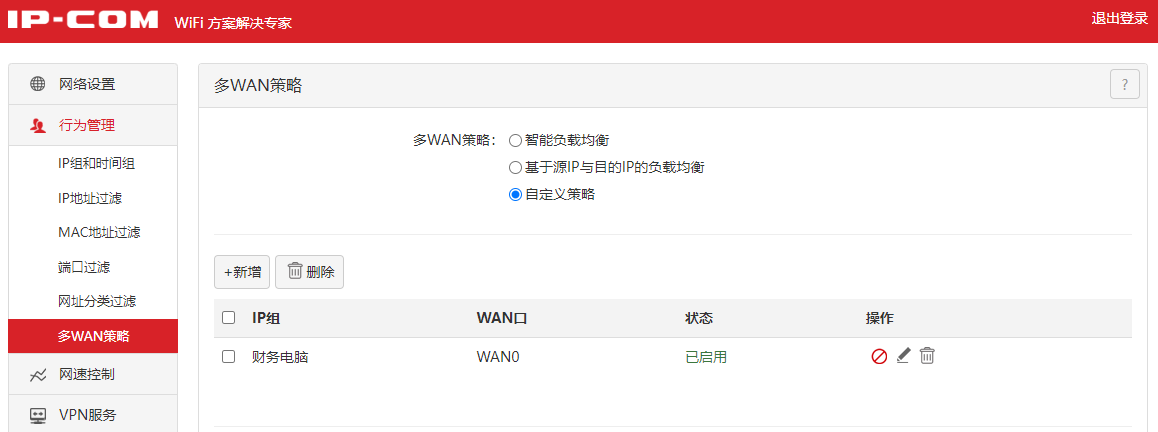 IP-COM WiFi 方案解决专家 退出登录
网络设置
行为管理
IP组和时间组
IP地址过滤
MAC地址过滤
端口过滤
网址分类过滤
多WAN策略
网速控制
VPN服务
多WAN策略 ?
多WAN策略： 智能负载均衡
基于源IP与目的IP的负载均衡
自定义策略
+新增 删除
IP组 WAN口 状态 操作
财务电脑 WAN0 已启用